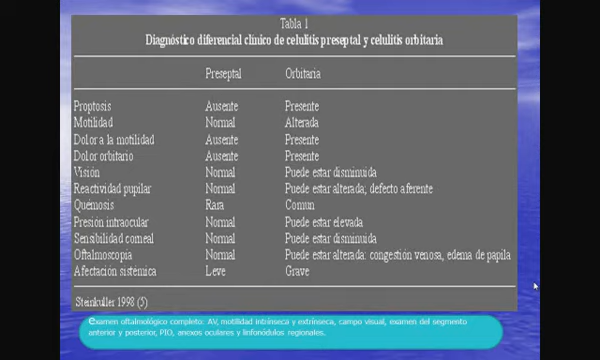 Tabla 1
Diagnóstico diferencial clínico de celulitis preseptal y celulitis orbitaria
Preseptal Orbitaria
Proptosis Ausente Presente
Motilidad Normal Alterada
Dolor a la motilidad Ausente Presente
Dolor orbitario Ausente Presente
Visión Normal Puede estar disminuida
Reactividad pupilar Normal Puede estar alterada; defecto aferente
Quémosis Rara Común
Presión intraocular Normal Puede estar elevada
Sensibilidad corneal Normal Puede estar disminuida
Oftalmoscopia Normal Puede estar alterada: congestión venosa, edema de papila
Afectación sistémica Leve Grave
Steinkuller 1998 (5)
examen oftalmológico completo: AV, motilidad intrínseca y extrínseca, campo visual, examen del segmento
anterior y posterior, PIO, anexos oculares y linfonódulos regionales.